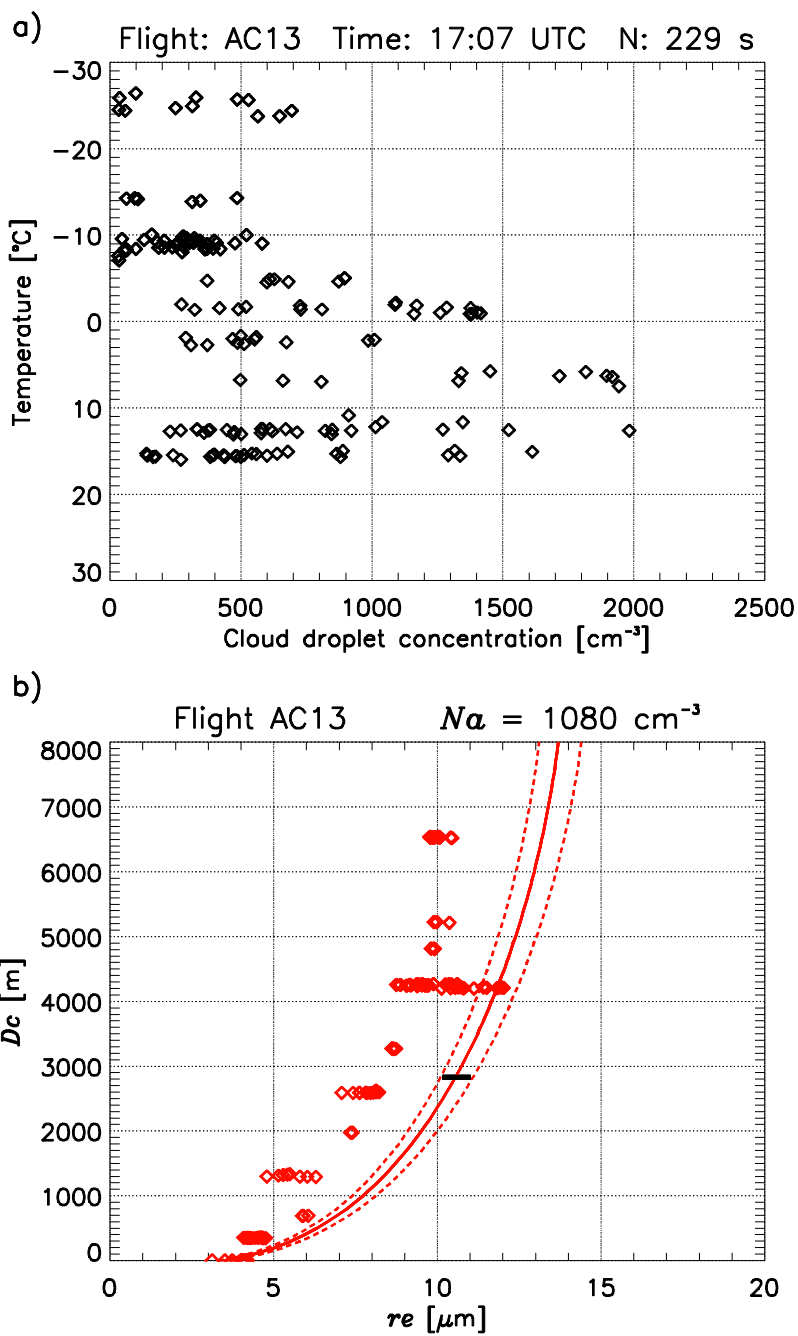 a)
Flight: AC13 Time: 17:07 UTC N: 229 s
-30
-20
-10
0
10
20
30
Temperature [°C]
0 500 1000 1500 2000 2500
Cloud droplet concentration [cm⁻³]
b)
Flight AC13 Na = 1080 cm⁻³
8000
7000
6000
5000
4000
3000
2000
1000
0
Dc [m]
0 5 10 15 20
re [μm]